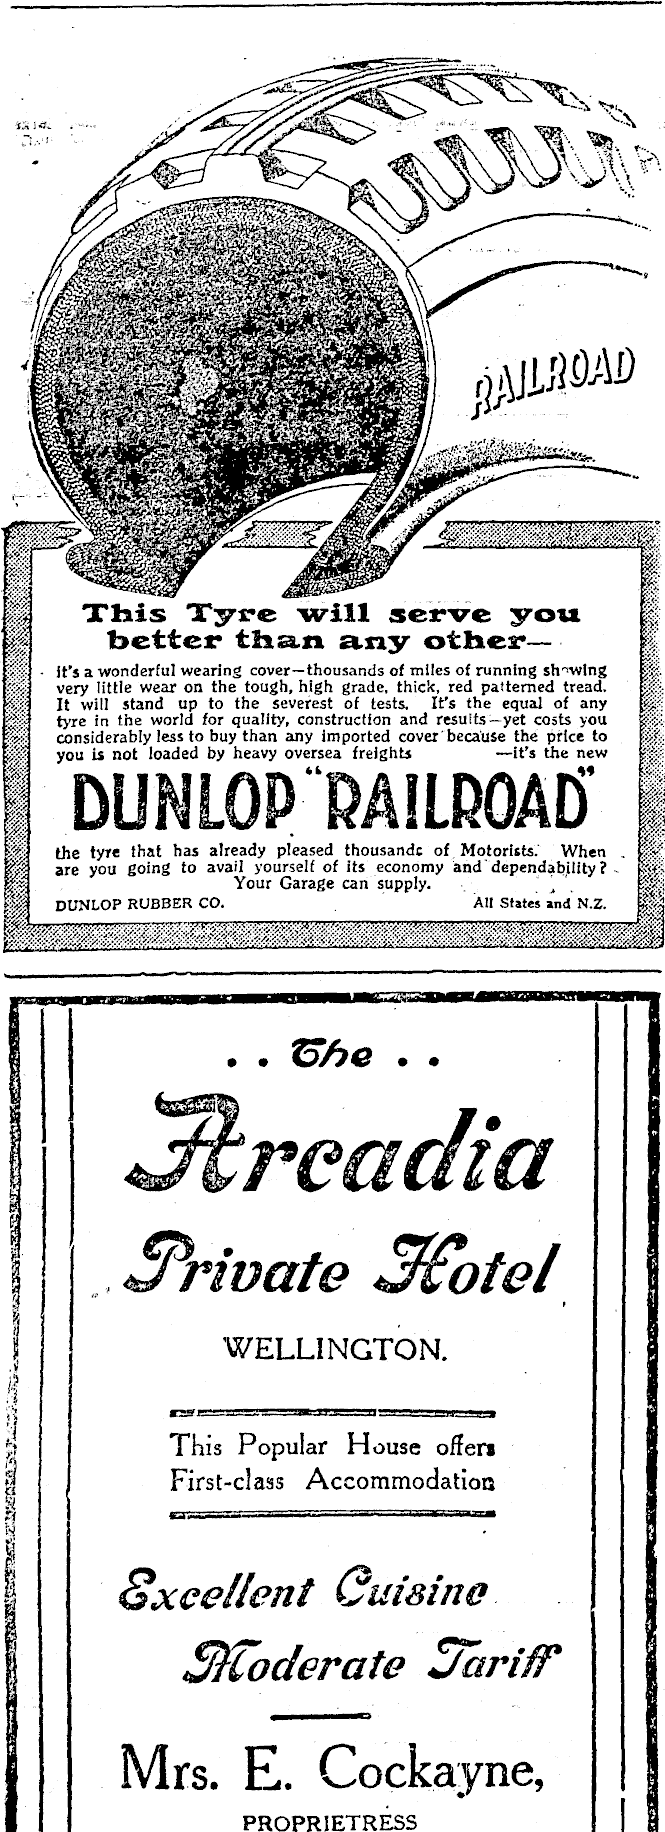 RAILROAD
This Tyre will serve you
better than any other—
it's a wonderful wearing cover—thousands of miles of running showing
very little wear on the tough, high grade, thick, red patterned tread.
It will stand up to the severest of tests. It's the equal of any
tyre in the world for quality, construction and results—yet costs you
considerably less to buy than any imported cover because the price to
you is not loaded by heavy oversea freights —it's the new
DUNLOP "RAILROAD"
the tyre that has already pleased thousands of Motorists. When
are you going to avail yourself of its economy and dependability?
Your Garage can supply.
DUNLOP RUBBER CO. All States and N.Z.
. . The . .
Arcadia
Private Hotel
WELLINGTON.
This Popular House offers
First-class Accommodation
Excellent Cuisine
Moderate Tariff
Mrs. E. Cockayne,
PROPRIETRESS